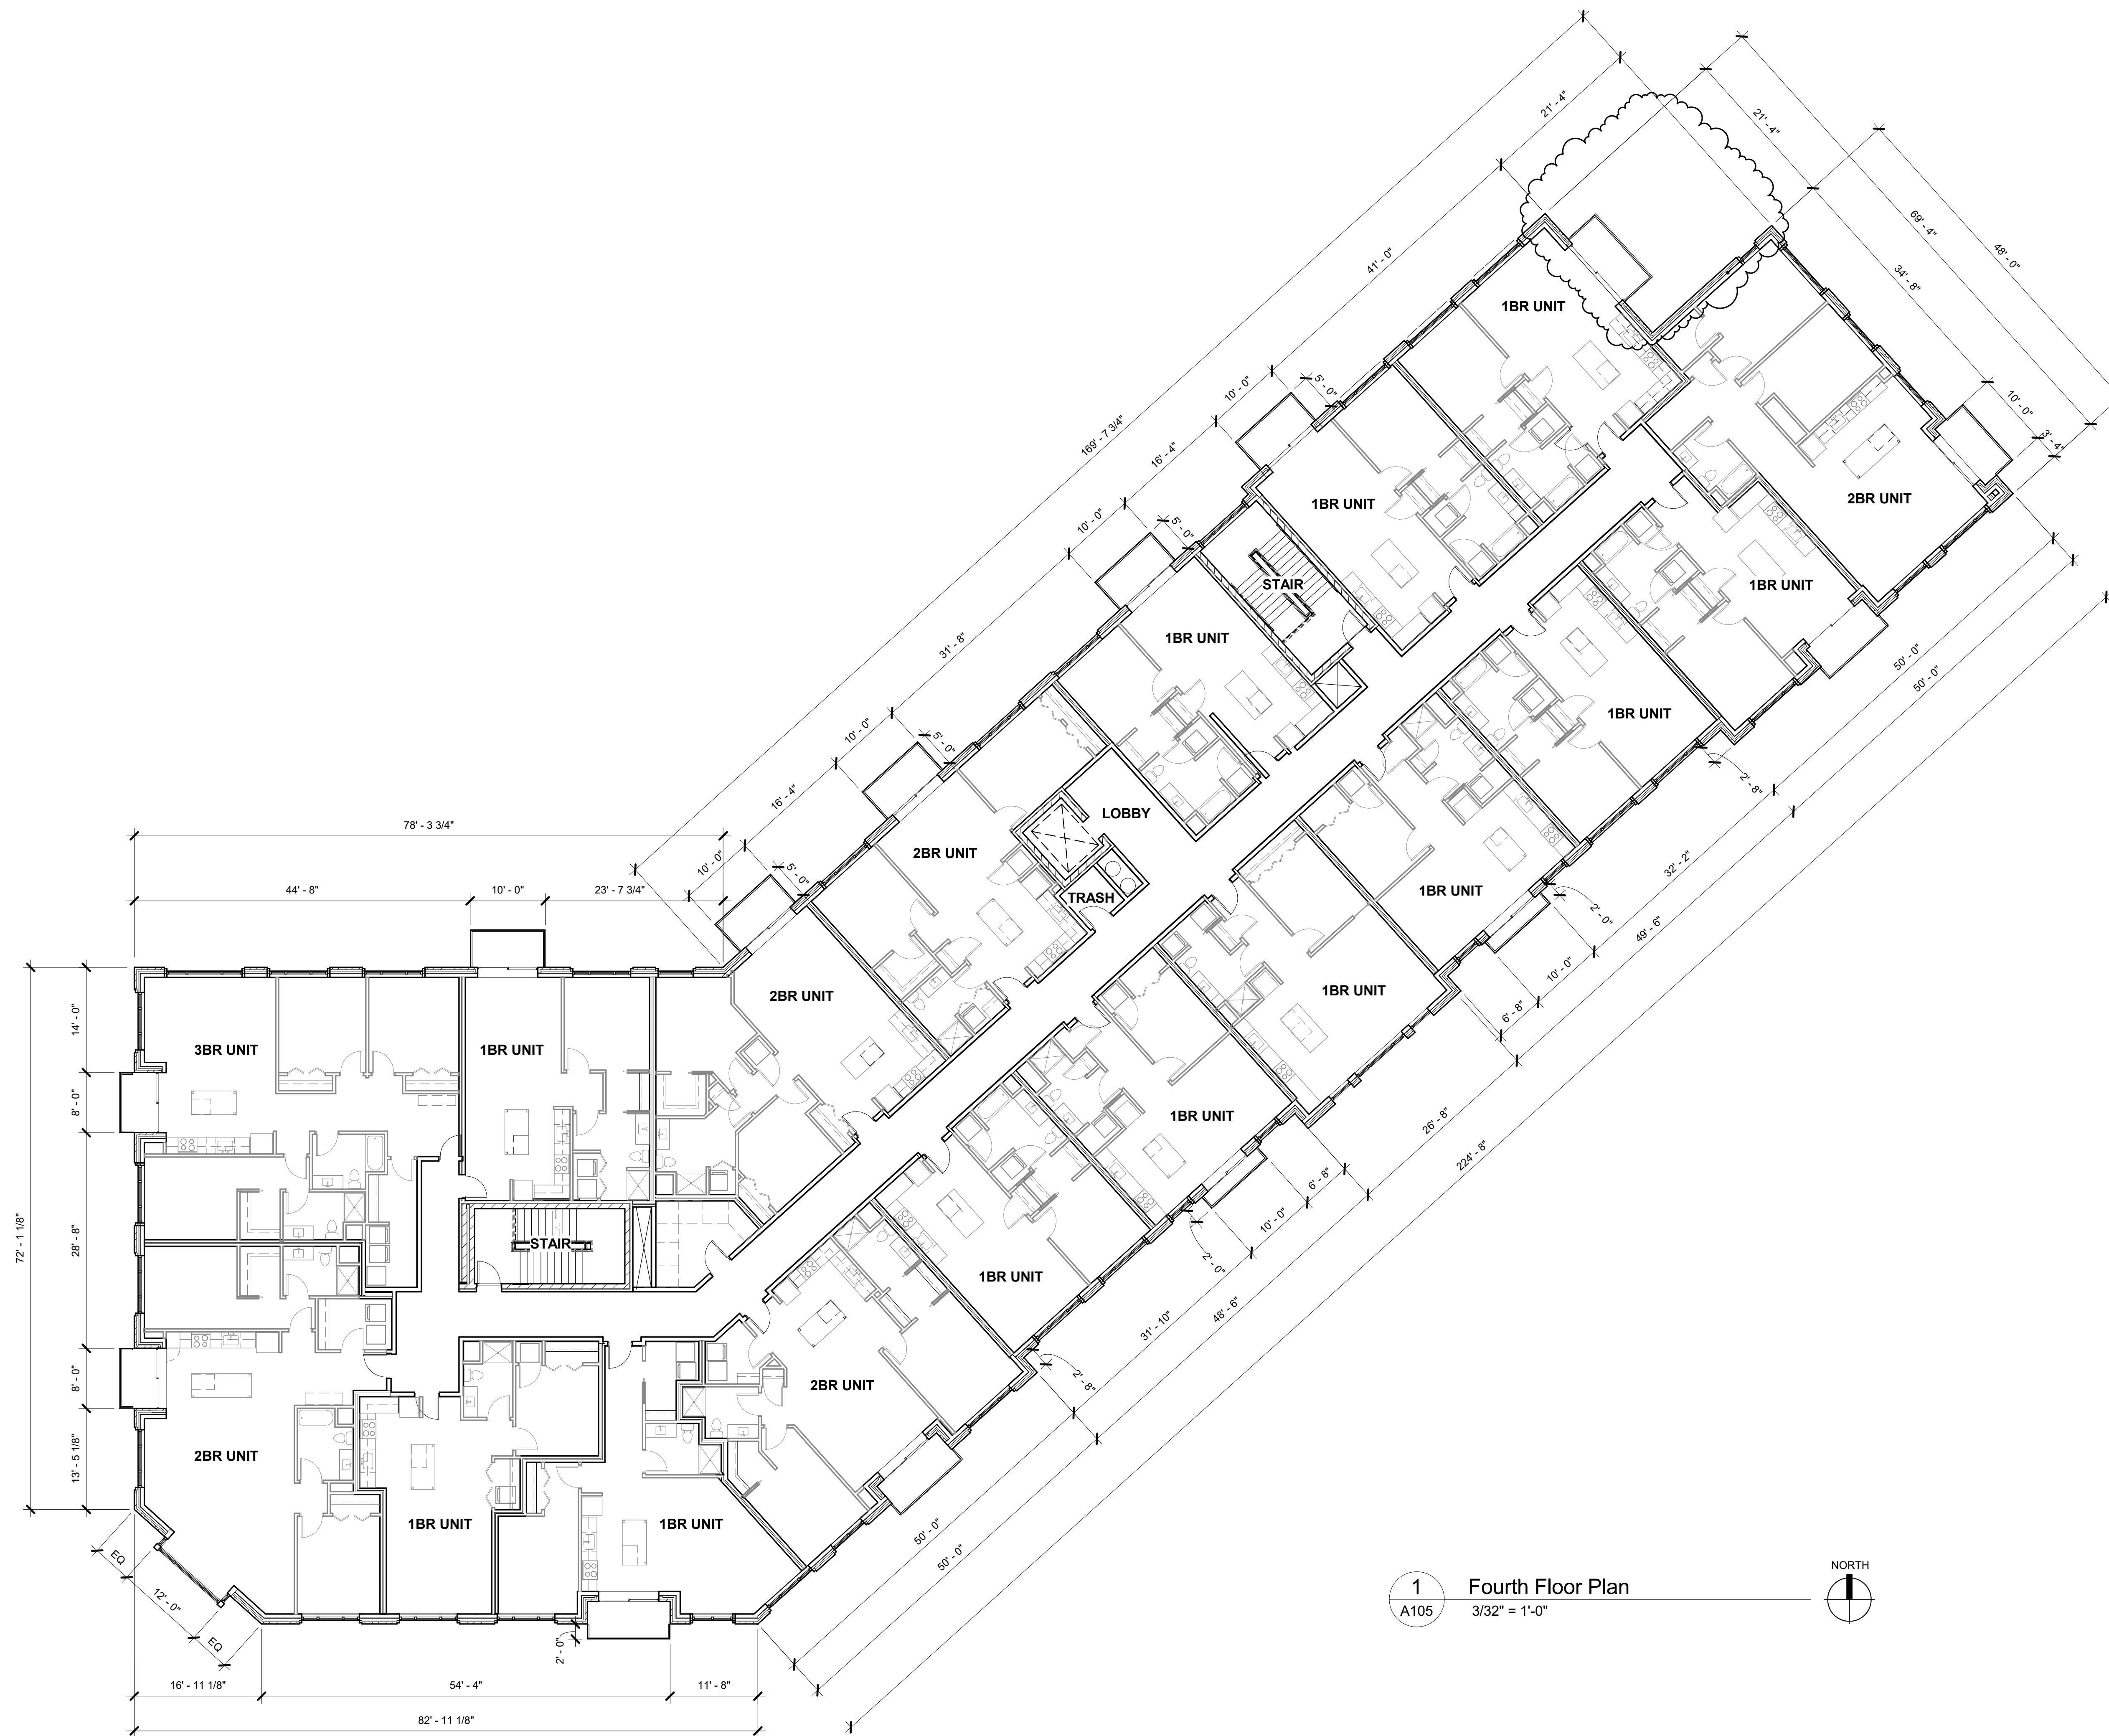 21' - 4"
21' - 4"
69' - 4"
48' - 0"
41' - 0"
34' - 8"
1BR UNIT
10' - 0"
5' - 0"
10' - 0"
3' - 4"
169' - 7 3/4"
16' - 4"
1BR UNIT
2BR UNIT
10' - 0"
5' - 0"
STAIR
1BR UNIT
31' - 8"
1BR UNIT
50' - 0"
50' - 0"
10' - 0"
5' - 0"
1BR UNIT
2' - 8"
16' - 4"
LOBBY
78' - 3 3/4"
2BR UNIT
10' - 0"
5' - 0"
TRASH
1BR UNIT
32' - 2"
44' - 8"
10' - 0"
23' - 7 3/4"
2' - 0"
49' - 6"
10' - 0"
2BR UNIT
1BR UNIT
6' - 8"
14' - 0"
3BR UNIT
1BR UNIT
8' - 0"
1BR UNIT
26' - 8"
224' - 8"
6' - 8"
72' - 1 1/8"
28' - 8"
STAIR
10' - 0"
2' - 0"
1BR UNIT
48' - 6"
31' - 10"
8' - 0"
2BR UNIT
2' - 8"
13' - 5 1/8"
2BR UNIT
1BR UNIT
1BR UNIT
50' - 0"
50' - 0"
EQ
12' - 0"
EQ
2' - 0"
16' - 11 1/8"
54' - 4"
11' - 8"
82' - 11 1/8"
1
A105
Fourth Floor Plan
3/32" = 1'-0"
NORTH